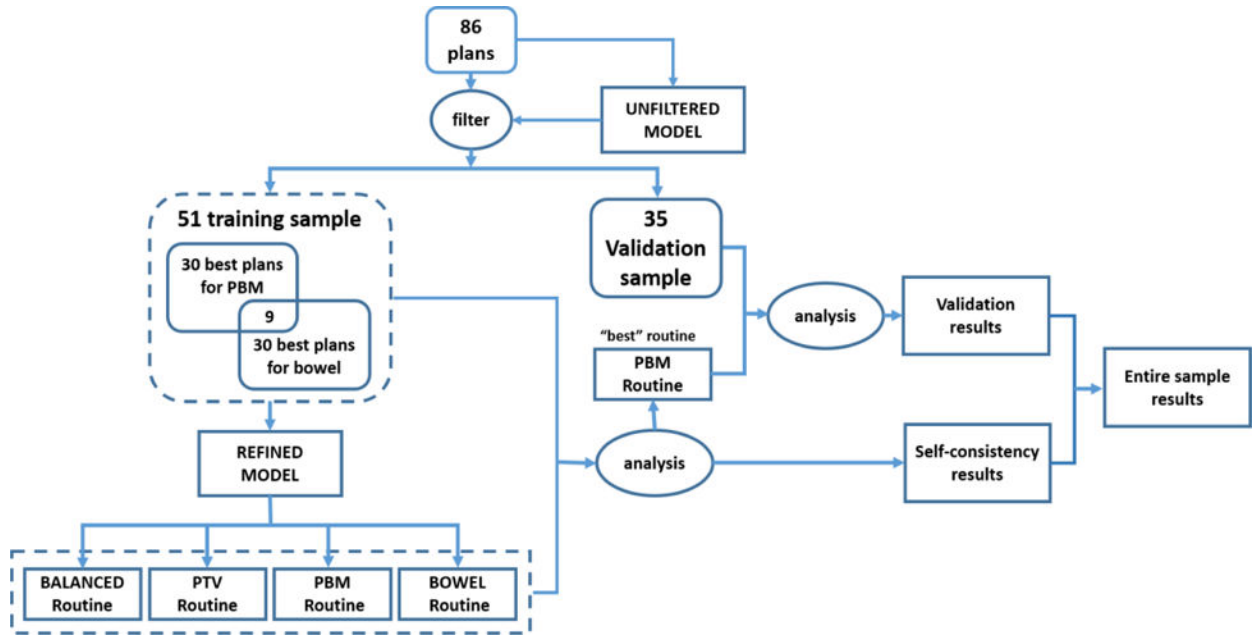 86
plans
filter
UNFILTERED
MODEL
51 training sample
30 best plans
for PBM
9
30 best plans
for bowel
35
Validation
sample
analysis
Validation
results
"best" routine
PBM
Routine
Entire sample
results
REFINED
MODEL
analysis
Self-consistency
results
BALANCED
Routine
PTV
Routine
PBM
Routine
BOWEL
Routine